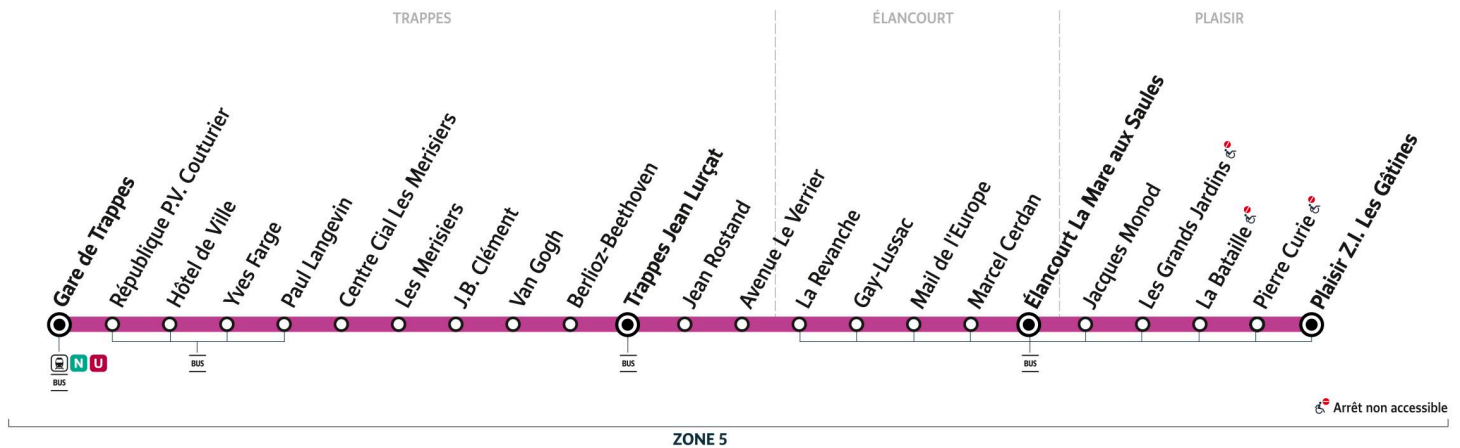 TRAPPES
ÉLANCOURT
PLAISIR
Gare de Trappes
République P.V. Couturier
Hôtel de Ville
Yves Farge
Paul Langevin
Centre Cial Les Merisiers
Les Merisiers
J.B. Clément
Van Gogh
Berlioz-Beethoven
Trappes Jean Lurçat
Jean Rostand
Avenue Le Verrier
La Revanche
Gay-Lussac
Mail de l'Europe
Marcel Cerdan
Élancourt La Mare aux Saules
Jacques Monod
Les Grands Jardins
La Bataille
Pierre Curie
Plaisir Z.I. Les Gâtines
N U
BUS
BUS
BUS
BUS
Arrêt non accessible
ZONE 5